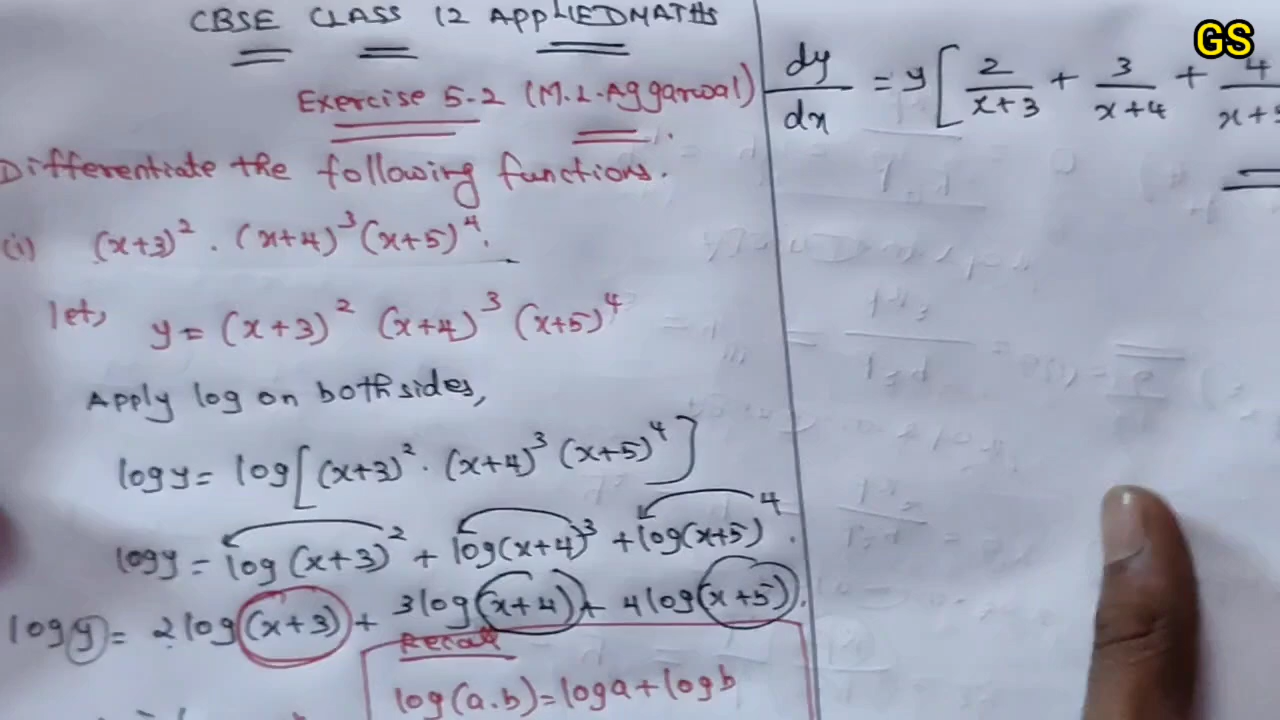 CBSE CLASS 12 APPLIEDMATHS
Exercise 5.2 (M.L.Aggarwal)
Differentiate the following functions.
(i) (x+3)² . (x+4)³ (x+5)⁴.
let, y = (x+3)² (x+4)³ (x+5)⁴
Apply log on both sides,
log y = log [(x+3)² . (x+4)³ (x+5)⁴]
log y = log (x+3)² + log(x+4)³ + log(x+5)⁴.
log y = 2 log (x+3) + 3 log (x+4) + 4 log (x+5).
Recall
log (a.b) = log a + log b
GS
dy/dx = y [ 2/x+3 + 3/x+4 + 4/x+5